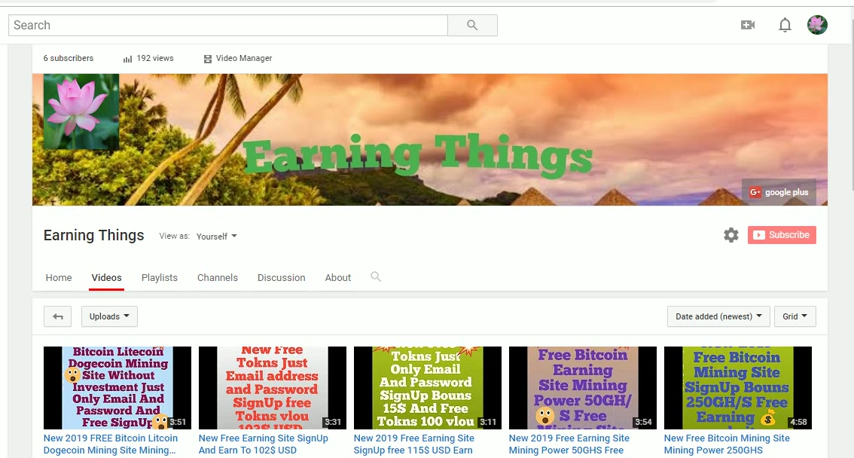 Search
6 subscribers 192 views Video Manager
Earning Things
G+ google plus
Earning Things View as: Yourself Subscribe
Home Videos Playlists Channels Discussion About
Uploads Date added (newest) Grid
Bitcoin Litecoin
Dogecoin Mining
Site Without
Investment Just
Only Email And
Password And
Free SignUp
3:51
New Free
Tokns Just
Email address
and Password
SignUp free
Tokns vlou
3:31
Tokns Just
Only Email
And Password
SignUp Bouns
15$ And Free
Tokns 100 vlou
3:11
Free Bitcoin
Earning
Site Mining
Power 50GH/
S Free
Mining
3:54
Free Bitcoin
Mining Site
SignUp Bouns
250GH/S Free
Earning
4:58
New 2019 FREE Bitcoin Litcoin
Dogecoin Mining Site Mining...
New Free Earning Site SignUp
And Earn To 102$ USD
New 2019 Free Earning Site
SignUp free 115$ USD Earn
New 2019 Free Earning Site
Mining Power 50GHS Free
New Free Bitcoin Mining Site
Mining Power 250GHS